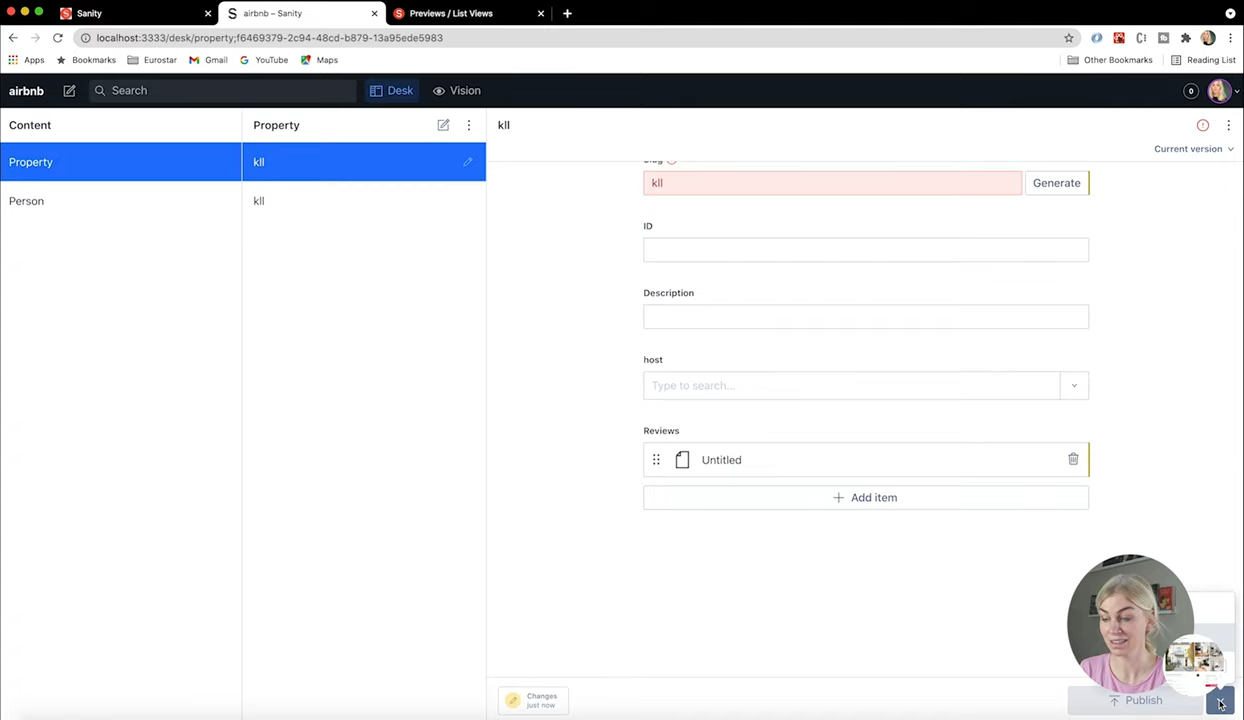 Sanity
airbnb – Sanity
Previews / List Views
localhost:3333/desk/property;f6469379-2c94-48cd-b879-13a95ede5983
Apps
Bookmarks
Eurostar
Gmail
YouTube
Maps
Other Bookmarks
Reading List
airbnb
Search
Desk
Vision
0
Content
Property
kll
Current version
Property
kll
Person
kll
kll
Generate
ID
Description
host
Type to search...
Reviews
Untitled
Add item
Changes
just now
Publish